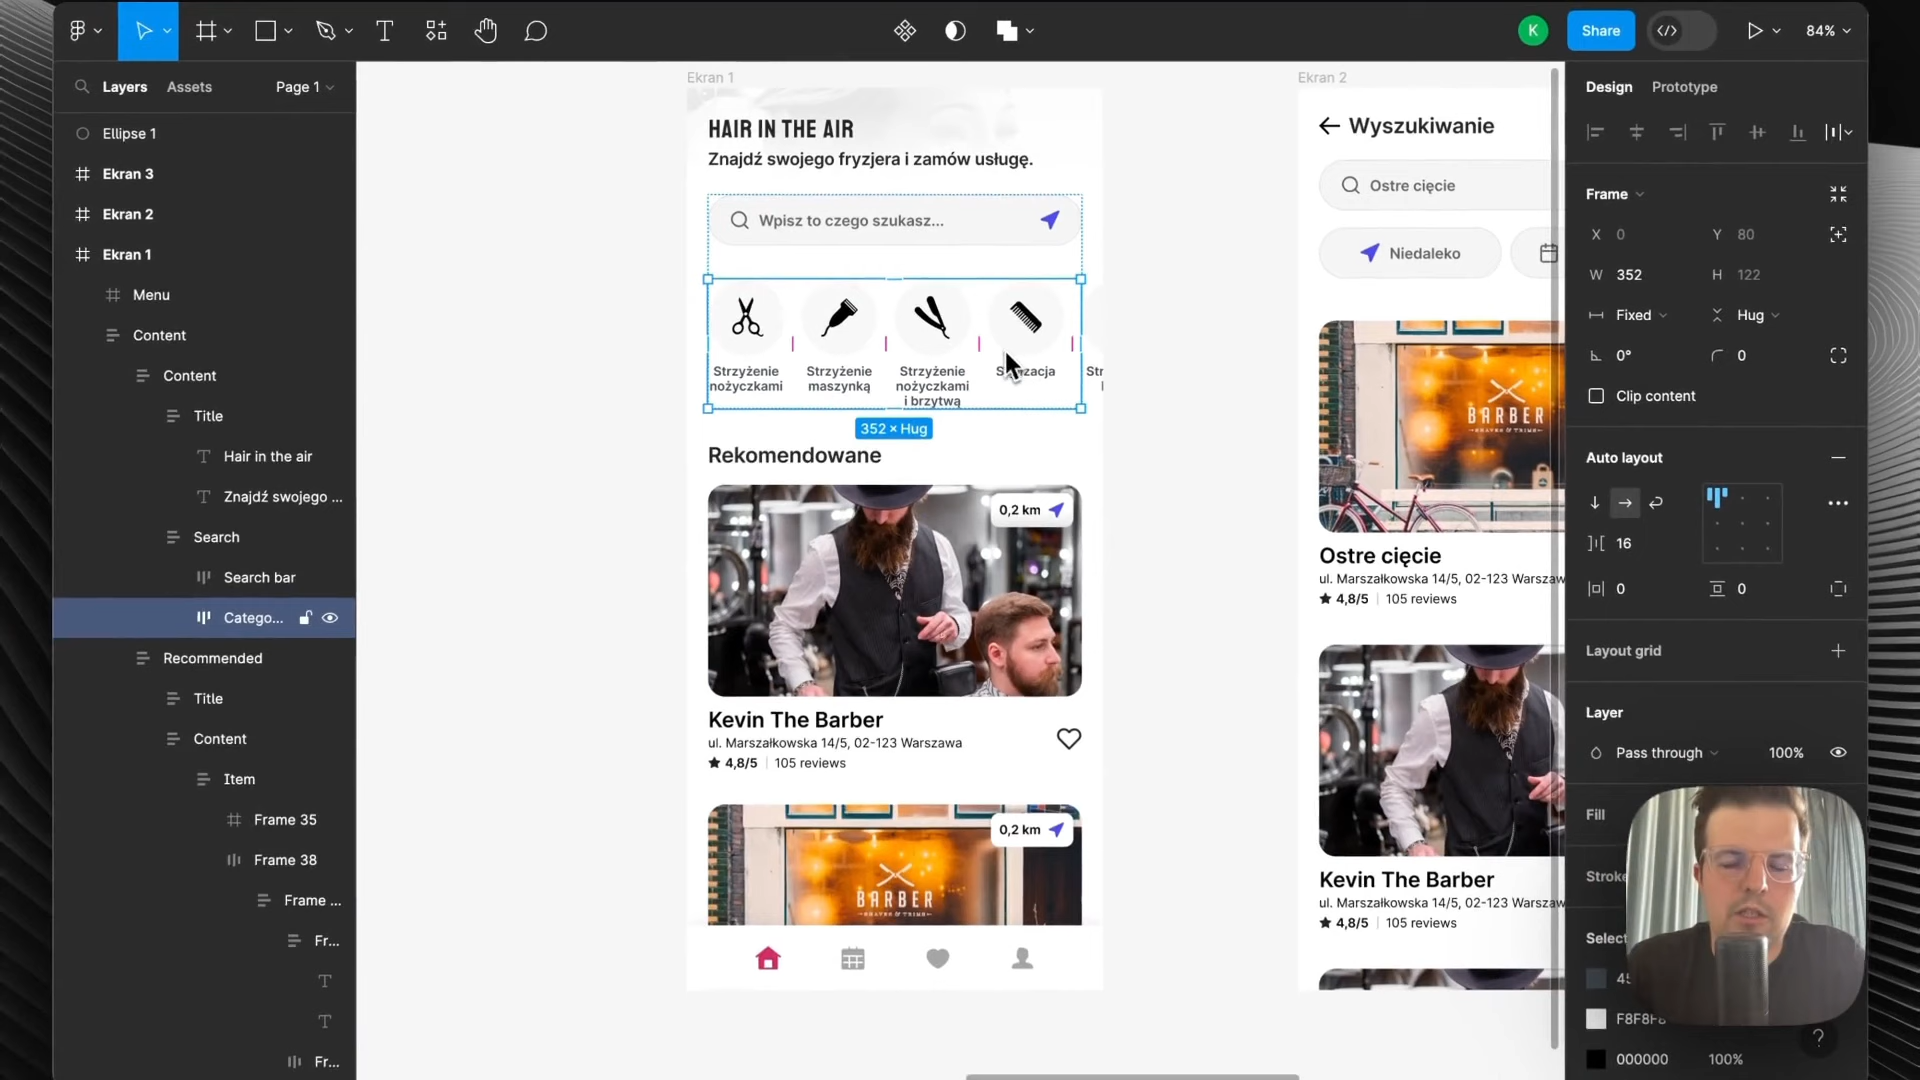 K
Share
84%
Layers
Assets
Page 1
Ellipse 1
Ekran 3
Ekran 2
Ekran 1
Menu
Content
Content
Title
Hair in the air
Znajdź swojego ...
Search
Search bar
Catego...
Recommended
Title
Content
Item
Frame 35
Frame 38
Frame ...
Fr...
Fr...
Ekran 1
HAIR IN THE AIR
Znajdź swojego fryzjera i zamów usługę.
Wpisz to czego szukasz...
Strzyżenie
nożyczkami
Strzyżenie
maszynką
Strzyżenie
nożyczkami
i brzytwą
352 × Hug
Rekomendowane
0,2 km
Kevin The Barber
ul. Marszałkowska 14/5, 02-123 Warszawa
4,8/5
105 reviews
0,2 km
BARBER
Ekran 2
Wyszukiwanie
Ostre cięcie
Niedaleko
BARBER
Ostre cięcie
ul. Marszałkowska 14/5, 02-123 Warszaw
4,8/5
105 reviews
Kevin The Barber
ul. Marszałkowska 14/5, 02-123 Warszaw
4,8/5
105 reviews
Design
Prototype
Frame
X 0
Y 80
W 352
H 122
Fixed
Hug
0°
0
Clip content
Auto layout
16
0
0
Layout grid
Layer
Pass through
100%
Fill
Stroke
Select
45
F8F8F8
000000
100%
?